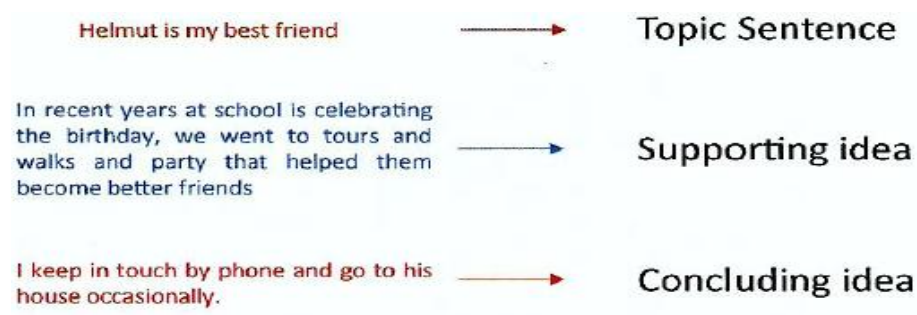 Helmut is my best friend
Topic Sentence
In recent years at school is celebrating
the birthday, we went to tours and
walks and party that helped them
become better friends
Supporting idea
I keep in touch by phone and go to his
house occasionally.
Concluding idea